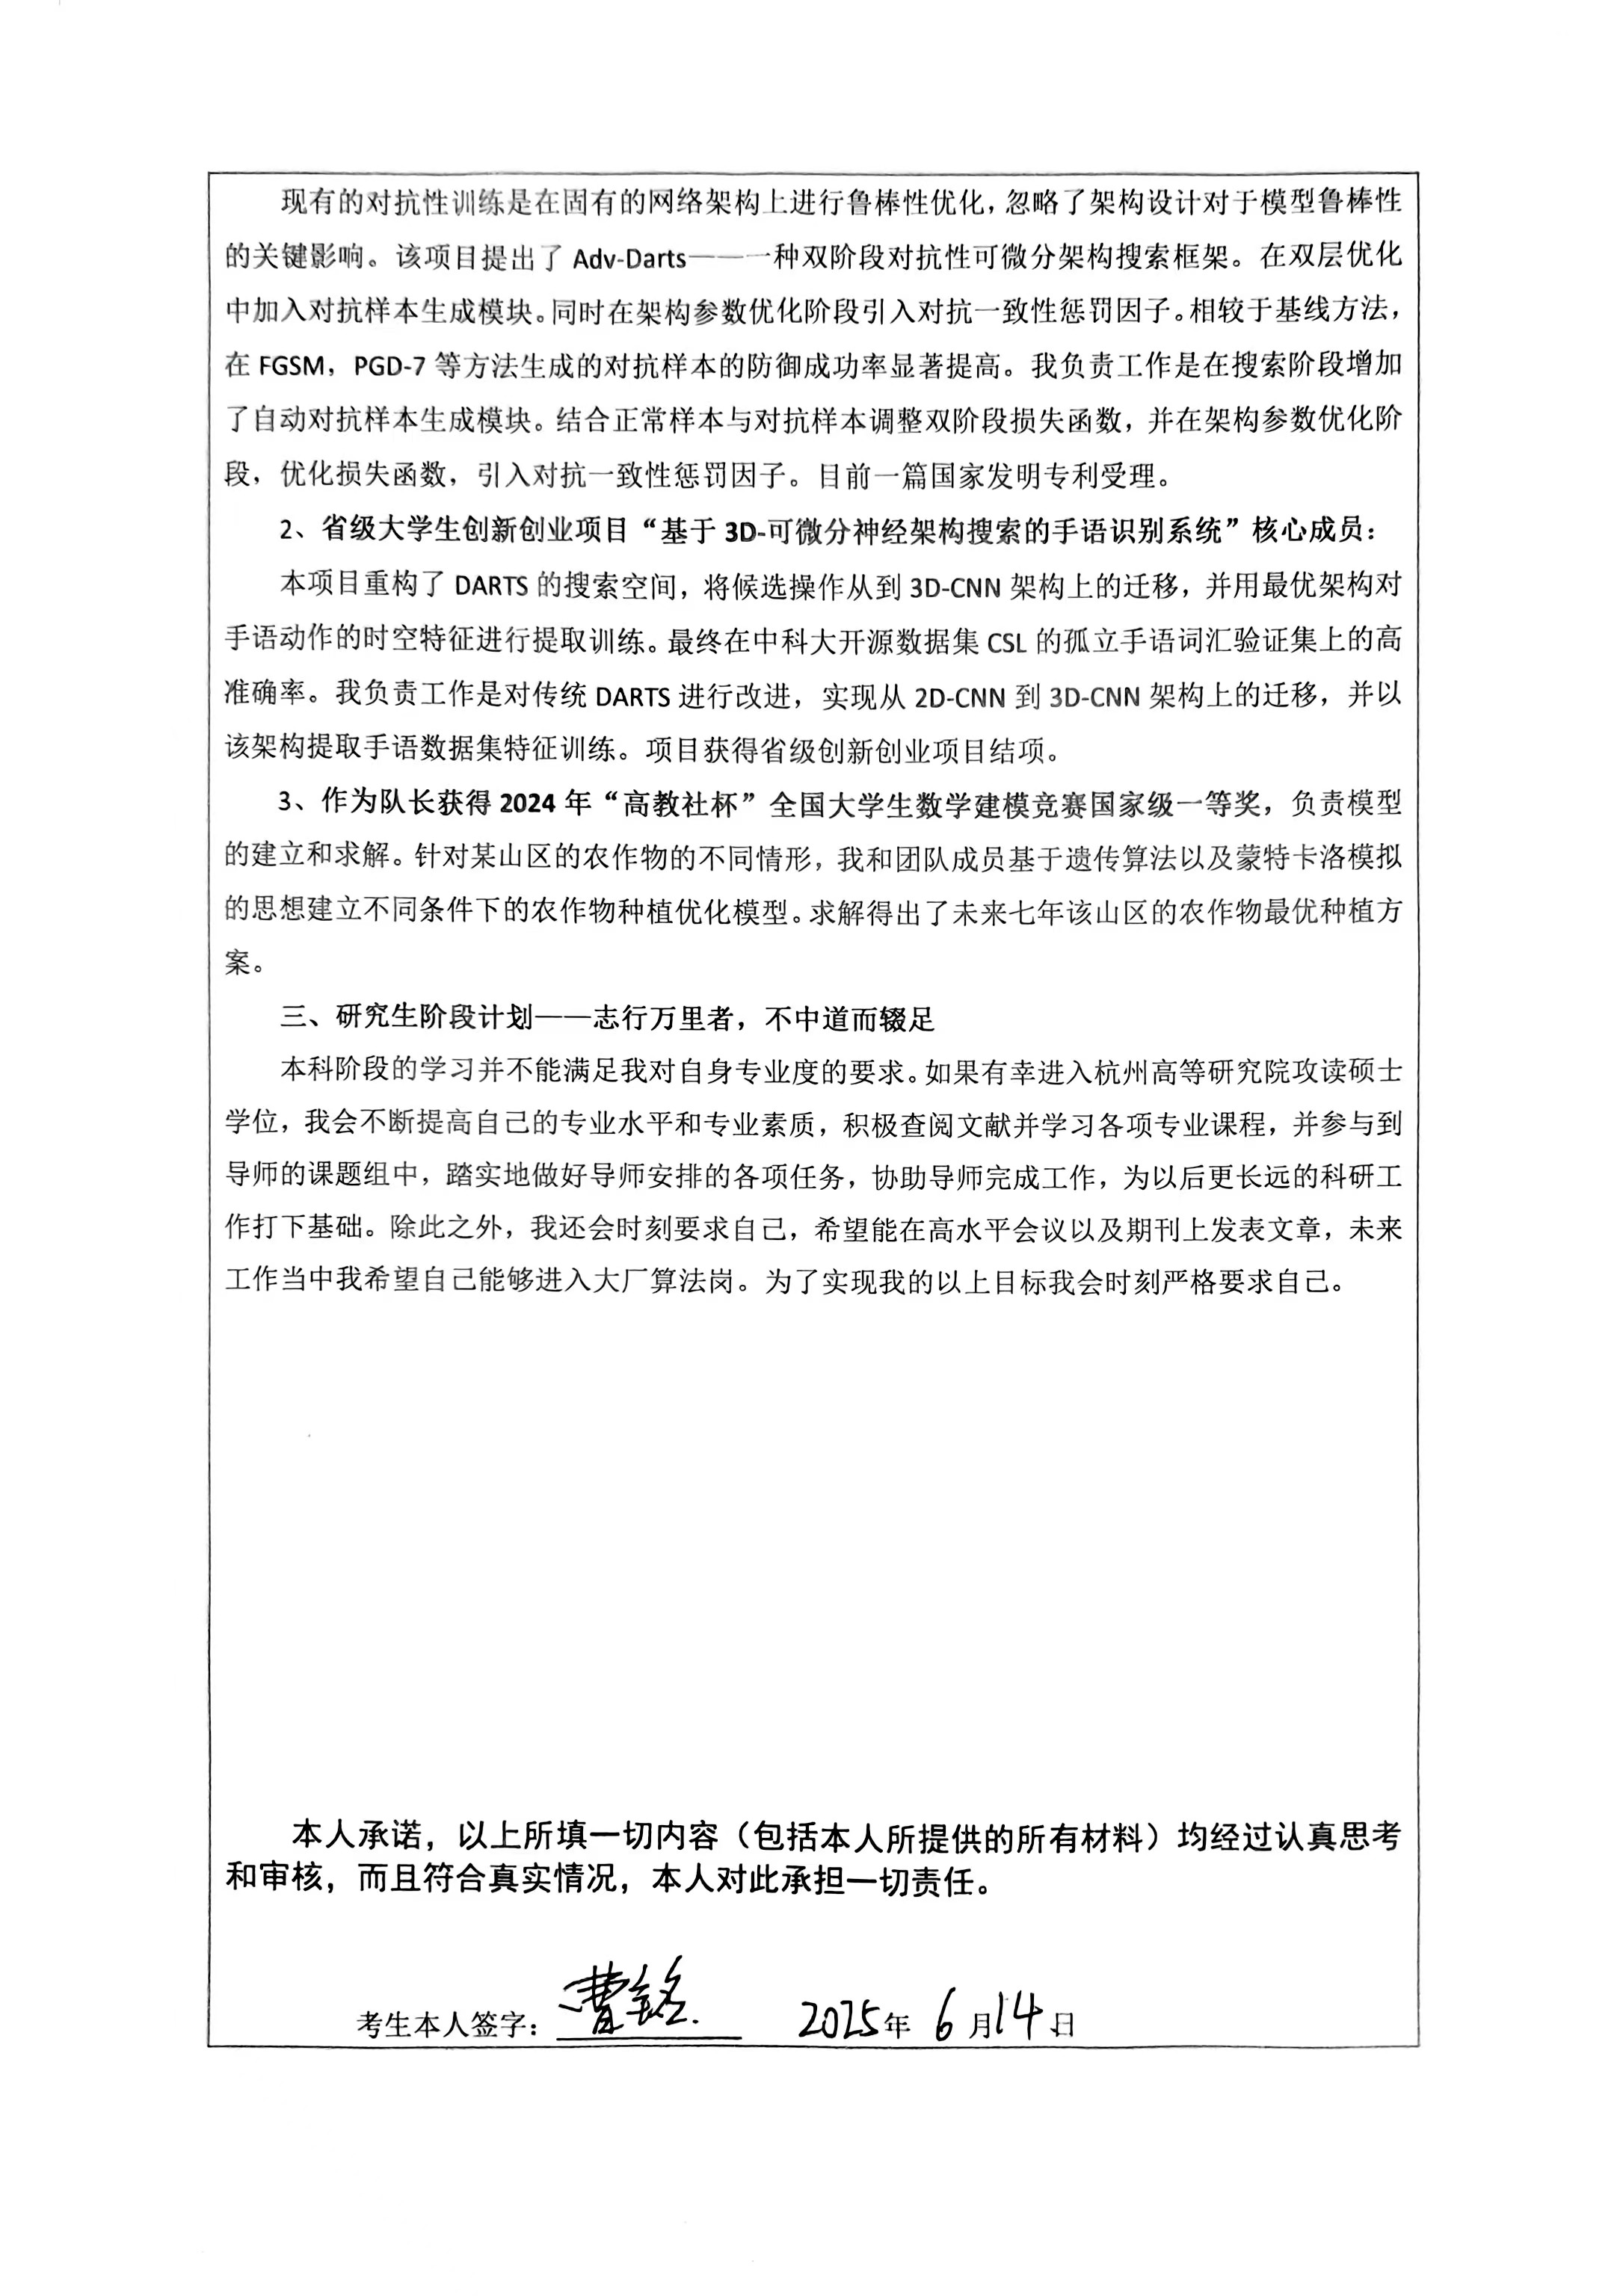 现有的对抗性训练是在固有的网络架构上进行鲁棒性优化，忽略了架构设计对于模型鲁棒性
的关键影响。该项目提出了 Adv-Darts——一种双阶段对抗性可微分架构搜索框架。在双层优化
中加入对抗样本生成模块。同时在架构参数优化阶段引入对抗一致性惩罚因子。相较于基线方法，
在 FGSM，PGD-7 等方法生成的对抗样本的防御成功率显著提高。我负责工作是在搜索阶段增加
了自动对抗样本生成模块。结合正常样本与对抗样本调整双阶段损失函数，并在架构参数优化阶
段，优化损失函数，引入对抗一致性惩罚因子。目前一篇国家发明专利受理。
2、省级大学生创新创业项目“基于 3D-可微分神经架构搜索的手语识别系统”核心成员：
本项目重构了 DARTS 的搜索空间，将候选操作从到 3D-CNN 架构上的迁移，并用最优架构对
手语动作的时空特征进行提取训练。最终在中科大开源数据集 CSL 的孤立手语词汇验证集上的高
准确率。我负责工作是对传统 DARTS 进行改进，实现从 2D-CNN 到 3D-CNN 架构上的迁移，并以
该架构提取手语数据集特征训练。项目获得省级创新创业项目结项。
3、作为队长获得 2024 年“高教社杯”全国大学生数学建模竞赛国家级一等奖，负责模型
的建立和求解。针对某山区的农作物的不同情形，我和团队成员基于遗传算法以及蒙特卡洛模拟
的思想建立不同条件下的农作物种植优化模型。求解得出了未来七年该山区的农作物最优种植方
案。
三、研究生阶段计划——志行万里者，不中道而辍足
本科阶段的学习并不能满足我对自身专业度的要求。如果有幸进入杭州高等研究院攻读硕士
学位，我会不断提高自己的专业水平和专业素质，积极查阅文献并学习各项专业课程，并参与到
导师的课题组中，踏实地做好导师安排的各项任务，协助导师完成工作，为以后更长远的科研工
作打下基础。除此之外，我还会时刻要求自己，希望能在高水平会议以及期刊上发表文章，未来
工作当中我希望自己能够进入大厂算法岗。为了实现我的以上目标我会时刻严格要求自己。
本人承诺，以上所填一切内容（包括本人所提供的所有材料）均经过认真思考
和审核，而且符合真实情况，本人对此承担一切责任。
考生本人签字：曹铭 2025年 6月14日